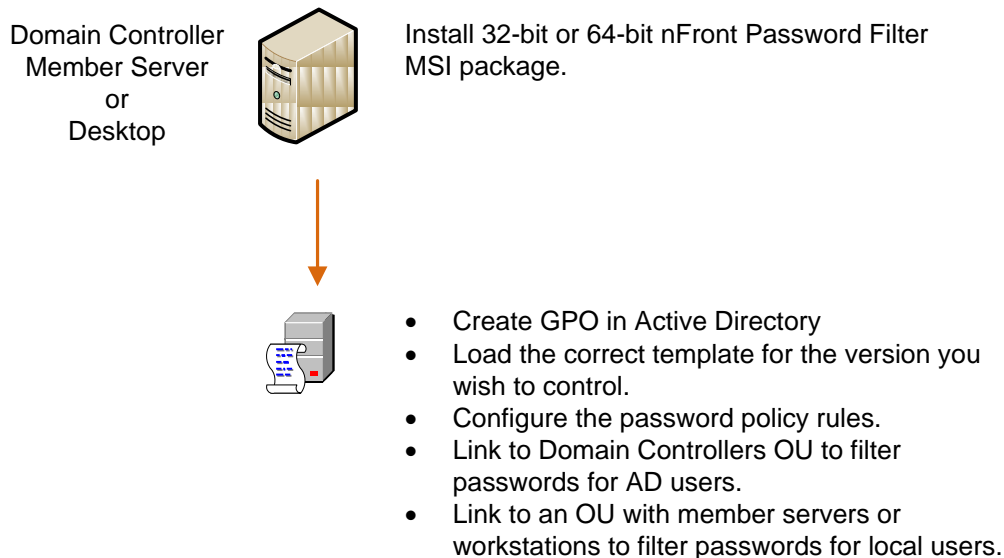 Domain Controller
Member Server
or
Desktop
Install 32-bit or 64-bit nFront Password Filter
MSI package.
• Create GPO in Active Directory
• Load the correct template for the version you
wish to control.
• Configure the password policy rules.
• Link to Domain Controllers OU to filter
passwords for AD users.
• Link to an OU with member servers or
workstations to filter passwords for local users.